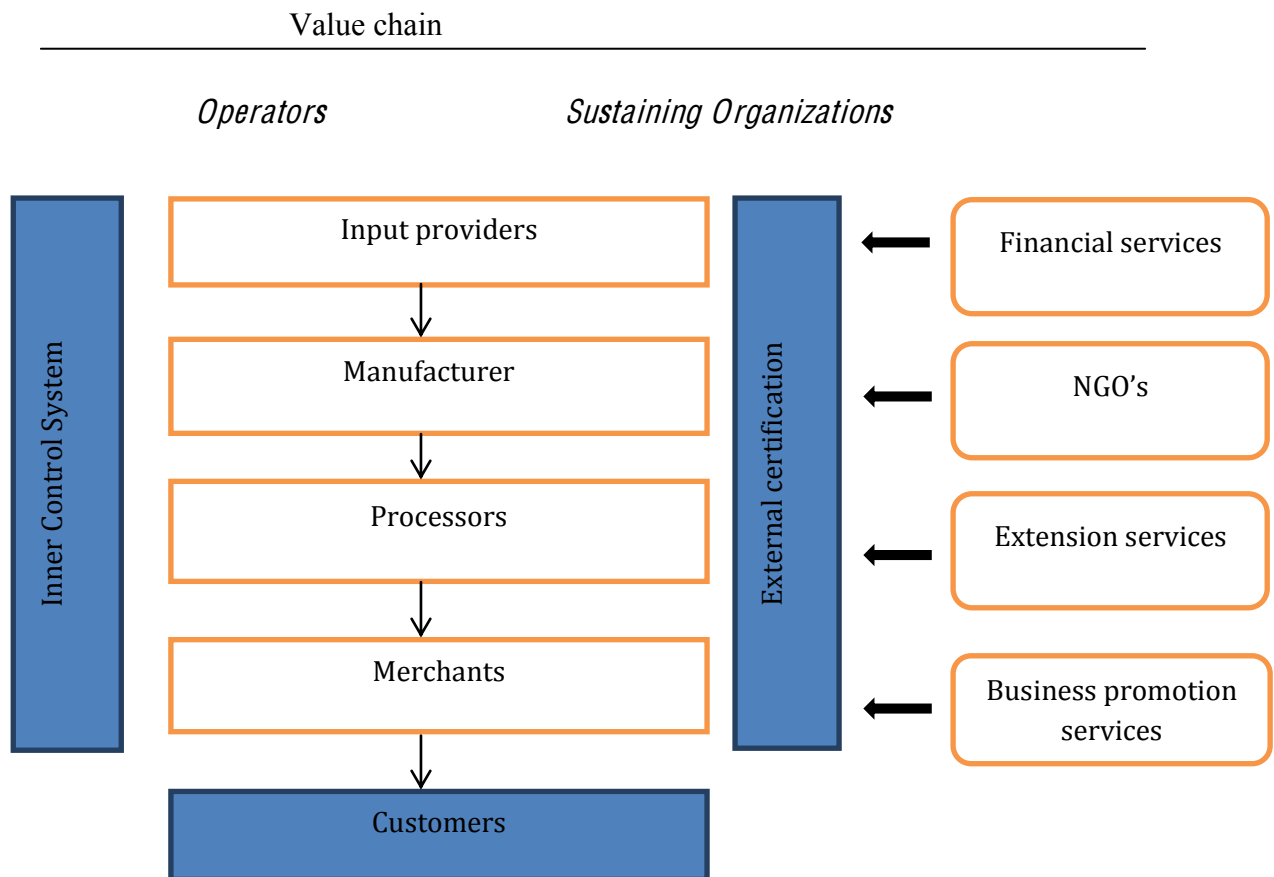 Value chain
Operators
Sustaining Organizations
Inner Control System
Input providers
Manufacturer
Processors
Merchants
Customers
External certification
Financial services
NGO's
Extension services
Business promotion
services